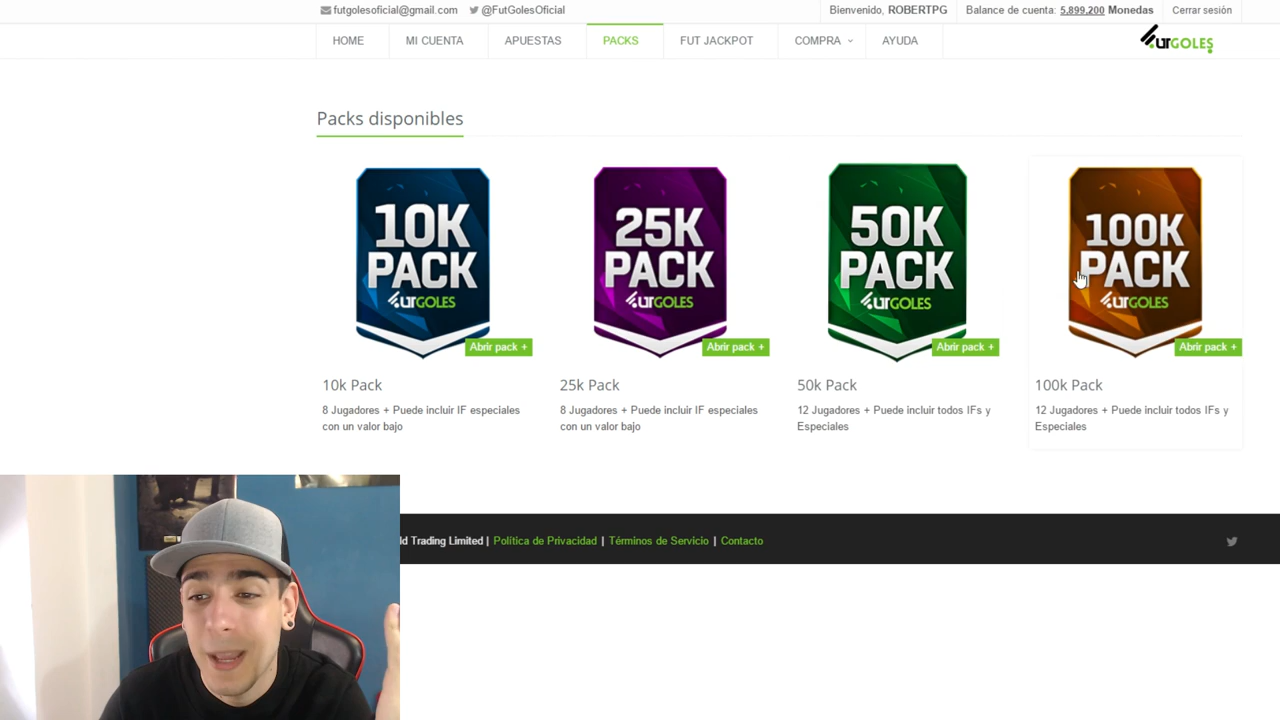 futgolesoficial@gmail.com @FutGolesOficial Bienvenido, ROBERTPG Balance de cuenta: 5,899,200 Monedas Cerrar sesión
HOME MI CUENTA APUESTAS PACKS FUT JACKPOT COMPRA AYUDA FUTGOLES
Packs disponibles
10K PACK FUTGOLES
25K PACK FUTGOLES
50K PACK FUTGOLES
100K PACK FUTGOLES
Abrir pack + Abrir pack + Abrir pack + Abrir pack +
10k Pack 25k Pack 50k Pack 100k Pack
8 Jugadores + Puede incluir IF especiales
con un valor bajo
8 Jugadores + Puede incluir IF especiales
con un valor bajo
12 Jugadores + Puede incluir todos IFs y
Especiales
12 Jugadores + Puede incluir todos IFs y
Especiales
ld Trading Limited | Política de Privacidad | Términos de Servicio | Contacto